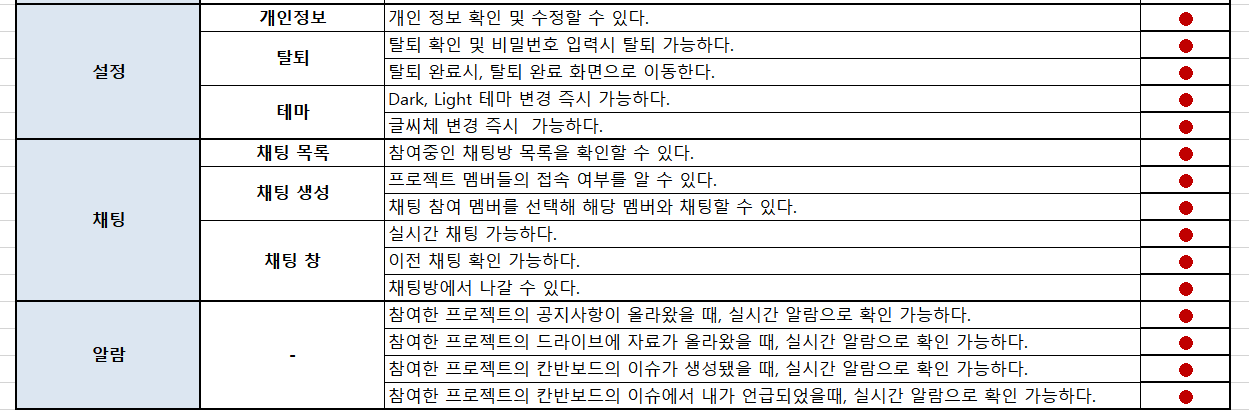 설정
개인정보
개인 정보 확인 및 수정할 수 있다.
탈퇴
탈퇴 확인 및 비밀번호 입력시 탈퇴 가능하다.
탈퇴 완료시, 탈퇴 완료 화면으로 이동한다.
테마
Dark, Light 테마 변경 즉시 가능하다.
글씨체 변경 즉시  가능하다.
채팅
채팅 목록
참여중인 채팅방 목록을 확인할 수 있다.
채팅 생성
프로젝트 멤버들의 접속 여부를 알 수 있다.
채팅 참여 멤버를 선택해 해당 멤버와 채팅할 수 있다.
채팅 창
실시간 채팅 가능하다.
이전 채팅 확인 가능하다.
채팅방에서 나갈 수 있다.
알람
-
참여한 프로젝트의 공지사항이 올라왔을 때, 실시간 알람으로 확인 가능하다.
참여한 프로젝트의 드라이브에 자료가 올라왔을 때, 실시간 알람으로 확인 가능하다.
참여한 프로젝트의 칸반보드의 이슈가 생성됐을 때, 실시간 알람으로 확인 가능하다.
참여한 프로젝트의 칸반보드의 이슈에서 내가 언급되었을때, 실시간 알람으로 확인 가능하다.